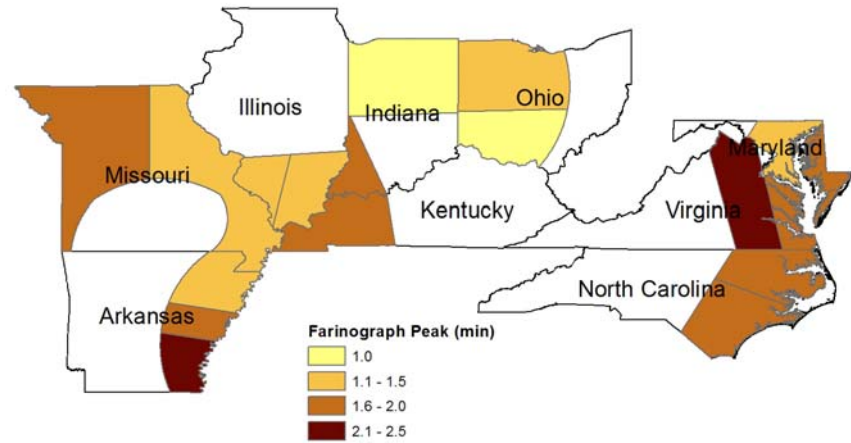 Illinois
Indiana
Ohio
Missouri
Maryland
Kentucky
Virginia
North Carolina
Arkansas
Farinograph Peak (min)
1.0
1.1 - 1.5
1.6 - 2.0
2.1 - 2.5